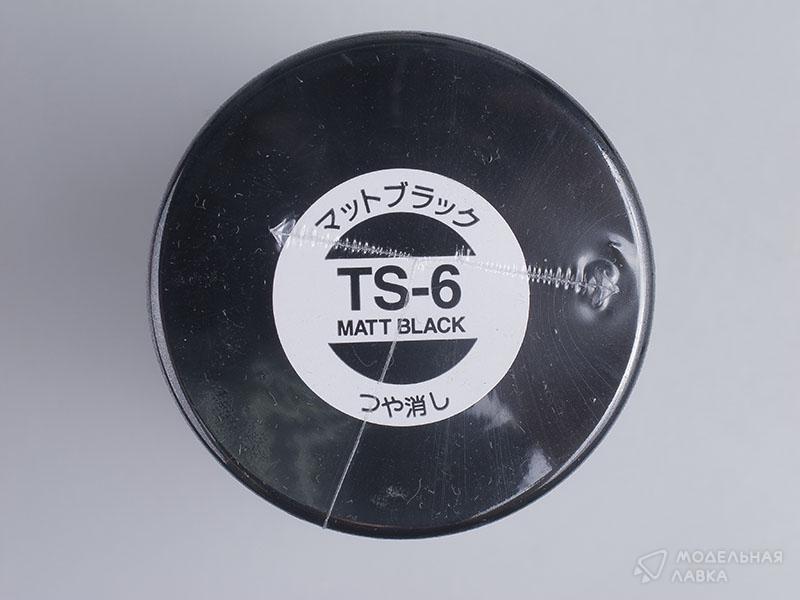 マットブラック
TS-6
MATT BLACK
つや消し
МОДЕЛЬНАЯ
ЛАВКА